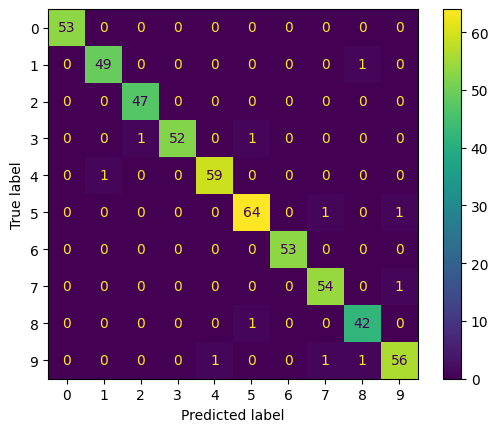 0 53 0 0 0 0 0 0 0 0 0
1 0 49 0 0 0 0 0 0 1 0
2 0 0 47 0 0 0 0 0 0 0
3 0 0 1 52 0 1 0 0 0 0
4 0 1 0 0 59 0 0 0 0 0
5 0 0 0 0 0 64 0 1 0 1
6 0 0 0 0 0 0 53 0 0 0
7 0 0 0 0 0 0 0 54 0 1
8 0 0 0 0 0 1 0 0 42 0
9 0 0 0 0 1 0 0 1 1 56
0 1 2 3 4 5 6 7 8 9
Predicted label
True label
60
50
40
30
20
10
0